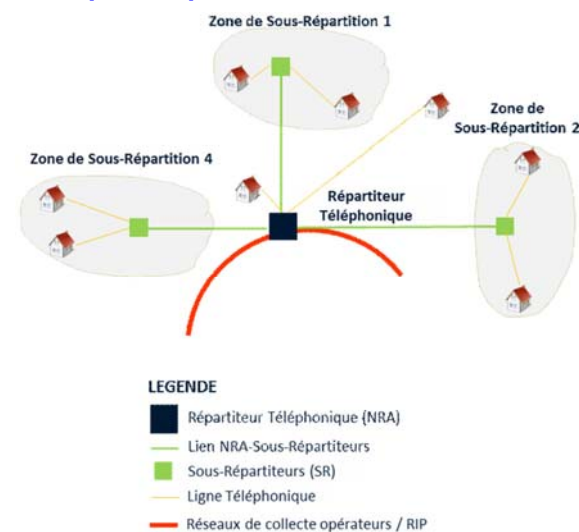 Zone de Sous-Répartition 1
Zone de
Sous-Répartition 2
Zone de Sous-Répartition 4
Répartiteur
Téléphonique
LEGENDE
Répartiteur Téléphonique (NRA)
Lien NRA-Sous-Répartiteurs
Sous-Répartiteurs (SR)
Ligne Téléphonique
Réseaux de collecte opérateurs / RIP